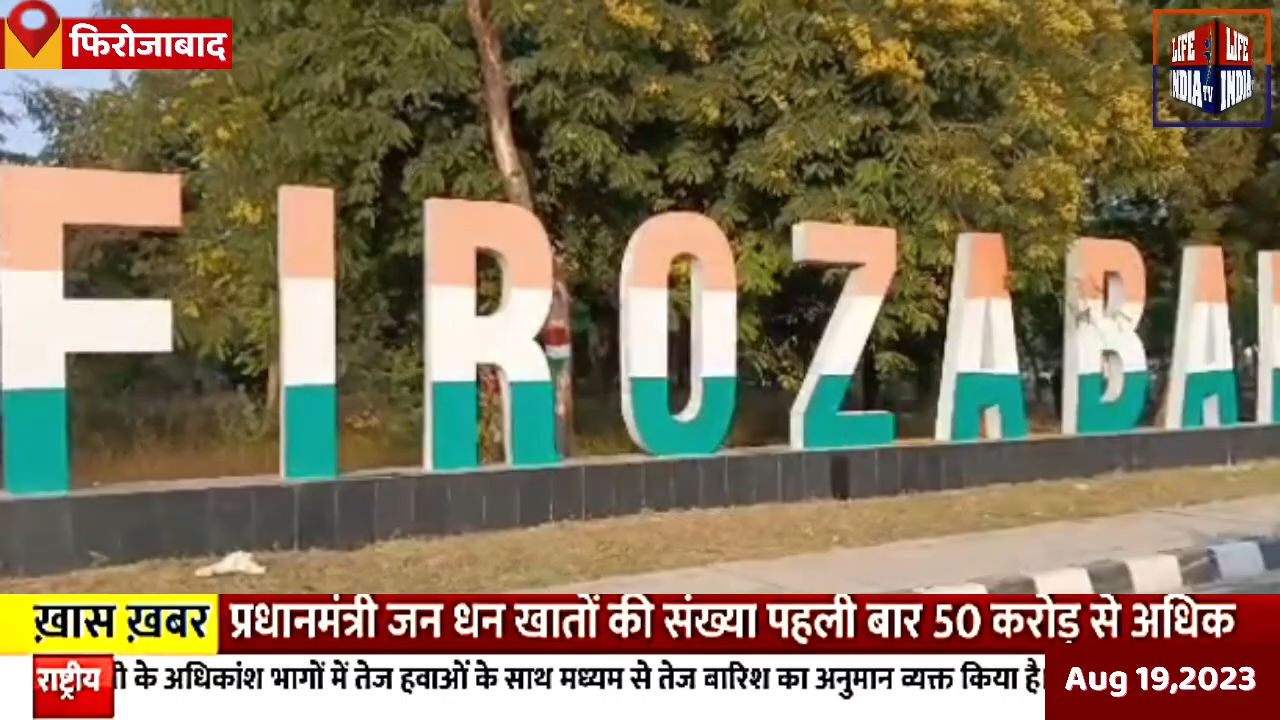 फिरोजाबाद
LIFE LIFE
INDIA TV INDIA
FIROZABA
ख़ास ख़बर प्रधानमंत्री जन धन खातों की संख्या पहली बार 50 करोड़ से अधिक
राष्ट्रीय के अधिकांश भागों में तेज हवाओं के साथ मध्यम से तेज बारिश का अनुमान व्यक्त किया है।
Aug 19,2023